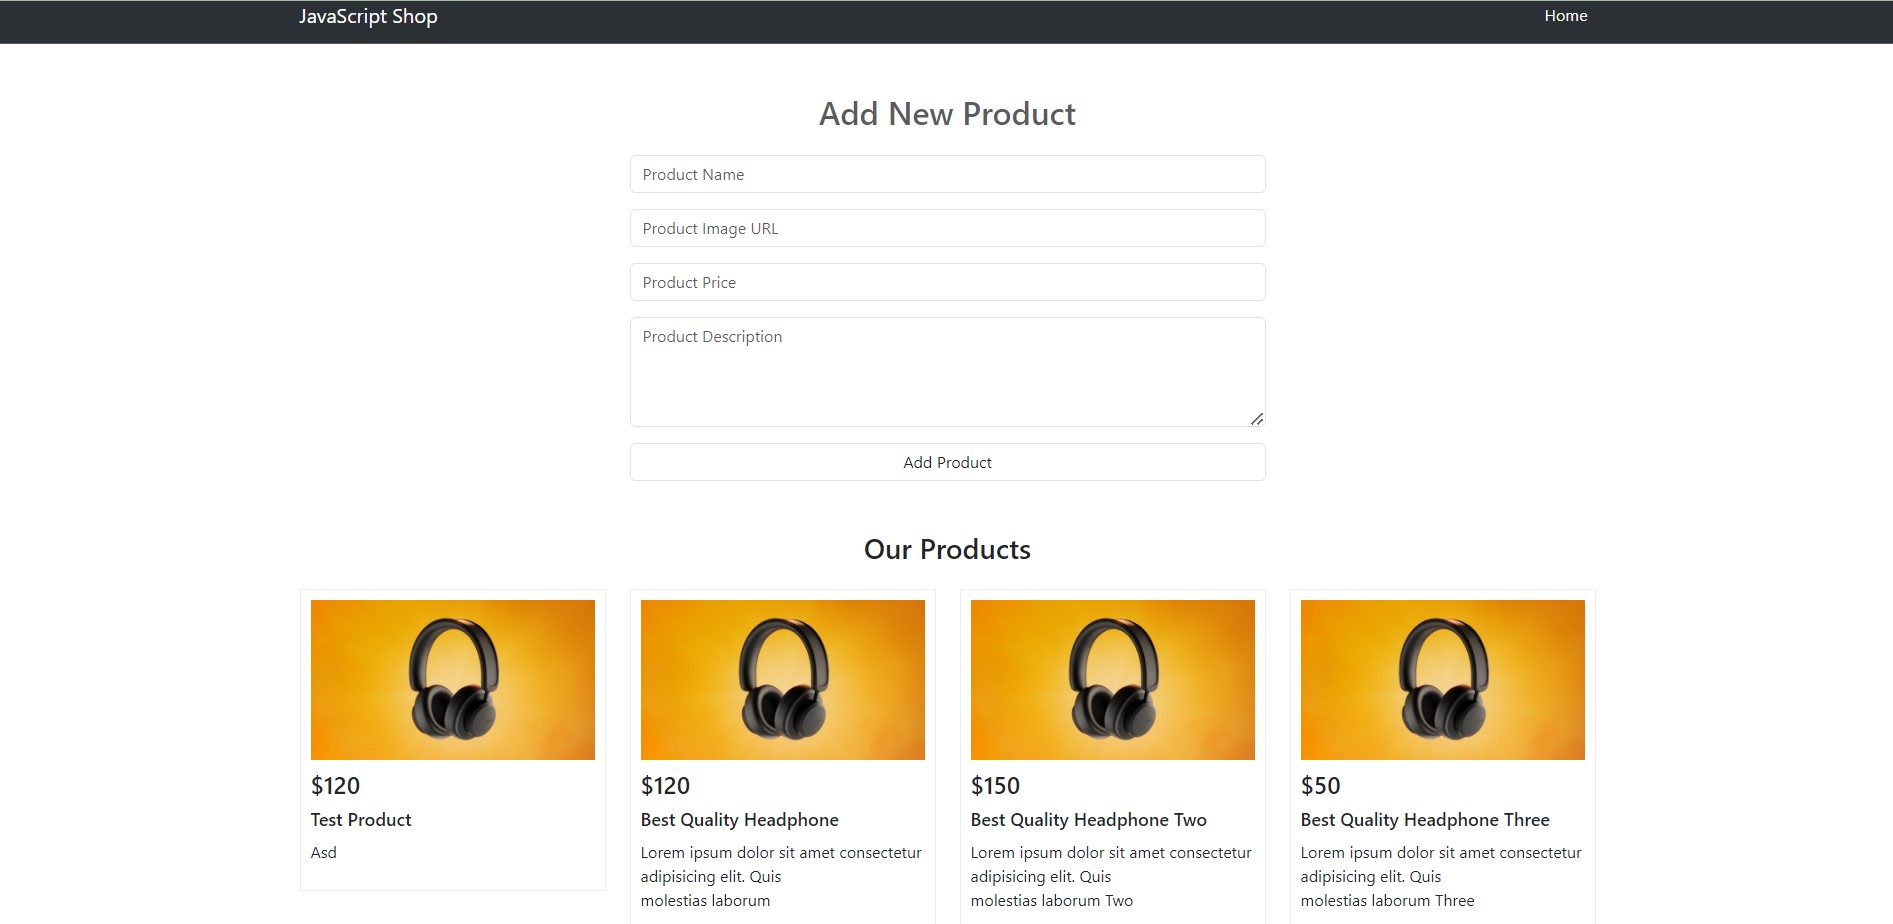 JavaScript Shop
Home
Add New Product
Product Name
Product Image URL
Product Price
Product Description
Add Product
Our Products
$120
Test Product
Asd
$120
Best Quality Headphone
Lorem ipsum dolor sit amet consectetur
adipisicing elit. Quis
molestias laborum
$150
Best Quality Headphone Two
Lorem ipsum dolor sit amet consectetur
adipisicing elit. Quis
molestias laborum Two
$50
Best Quality Headphone Three
Lorem ipsum dolor sit amet consectetur
adipisicing elit. Quis
molestias laborum Three